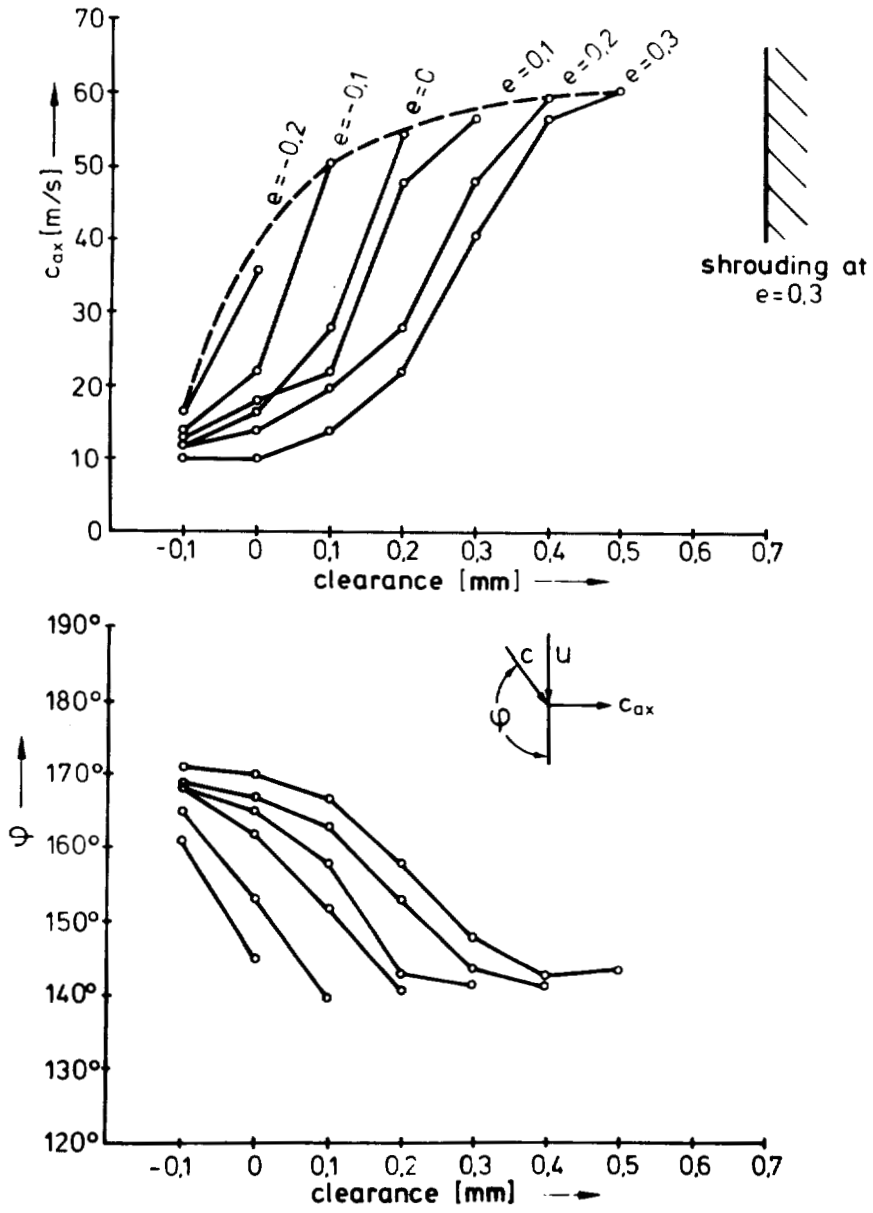 70
60
50
40
30
20
10
0
c_ax [m/s]
e=-0,2
e=-0,1
e=0
e=0,1
e=0,2
e=0,3
shrouding at
e=0,3
-0,1 0 0,1 0,2 0,3 0,4 0,5 0,6 0,7
clearance [mm]
190°
180°
170°
160°
150°
140°
130°
120°
φ
c
u
c_ax
φ
-0,1 0 0,1 0,2 0,3 0,4 0,5 0,6 0,7
clearance [mm]